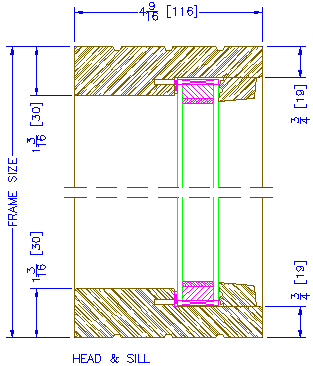 4 9/16 [116]
1 3/16 [30]
3/4 [19]
FRAME SIZE
1 3/16 [30]
3/4 [19]
HEAD & SILL